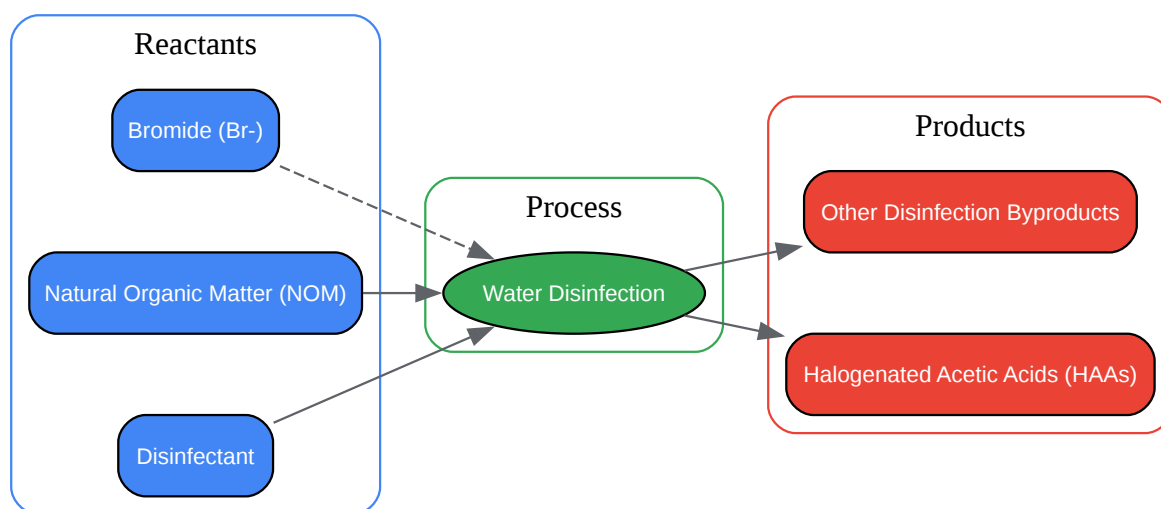 Reactants
Bromide (Br-)
Natural Organic Matter (NOM)
Disinfectant
Process
Water Disinfection
Products
Other Disinfection Byproducts
Halogenated Acetic Acids (HAAs)